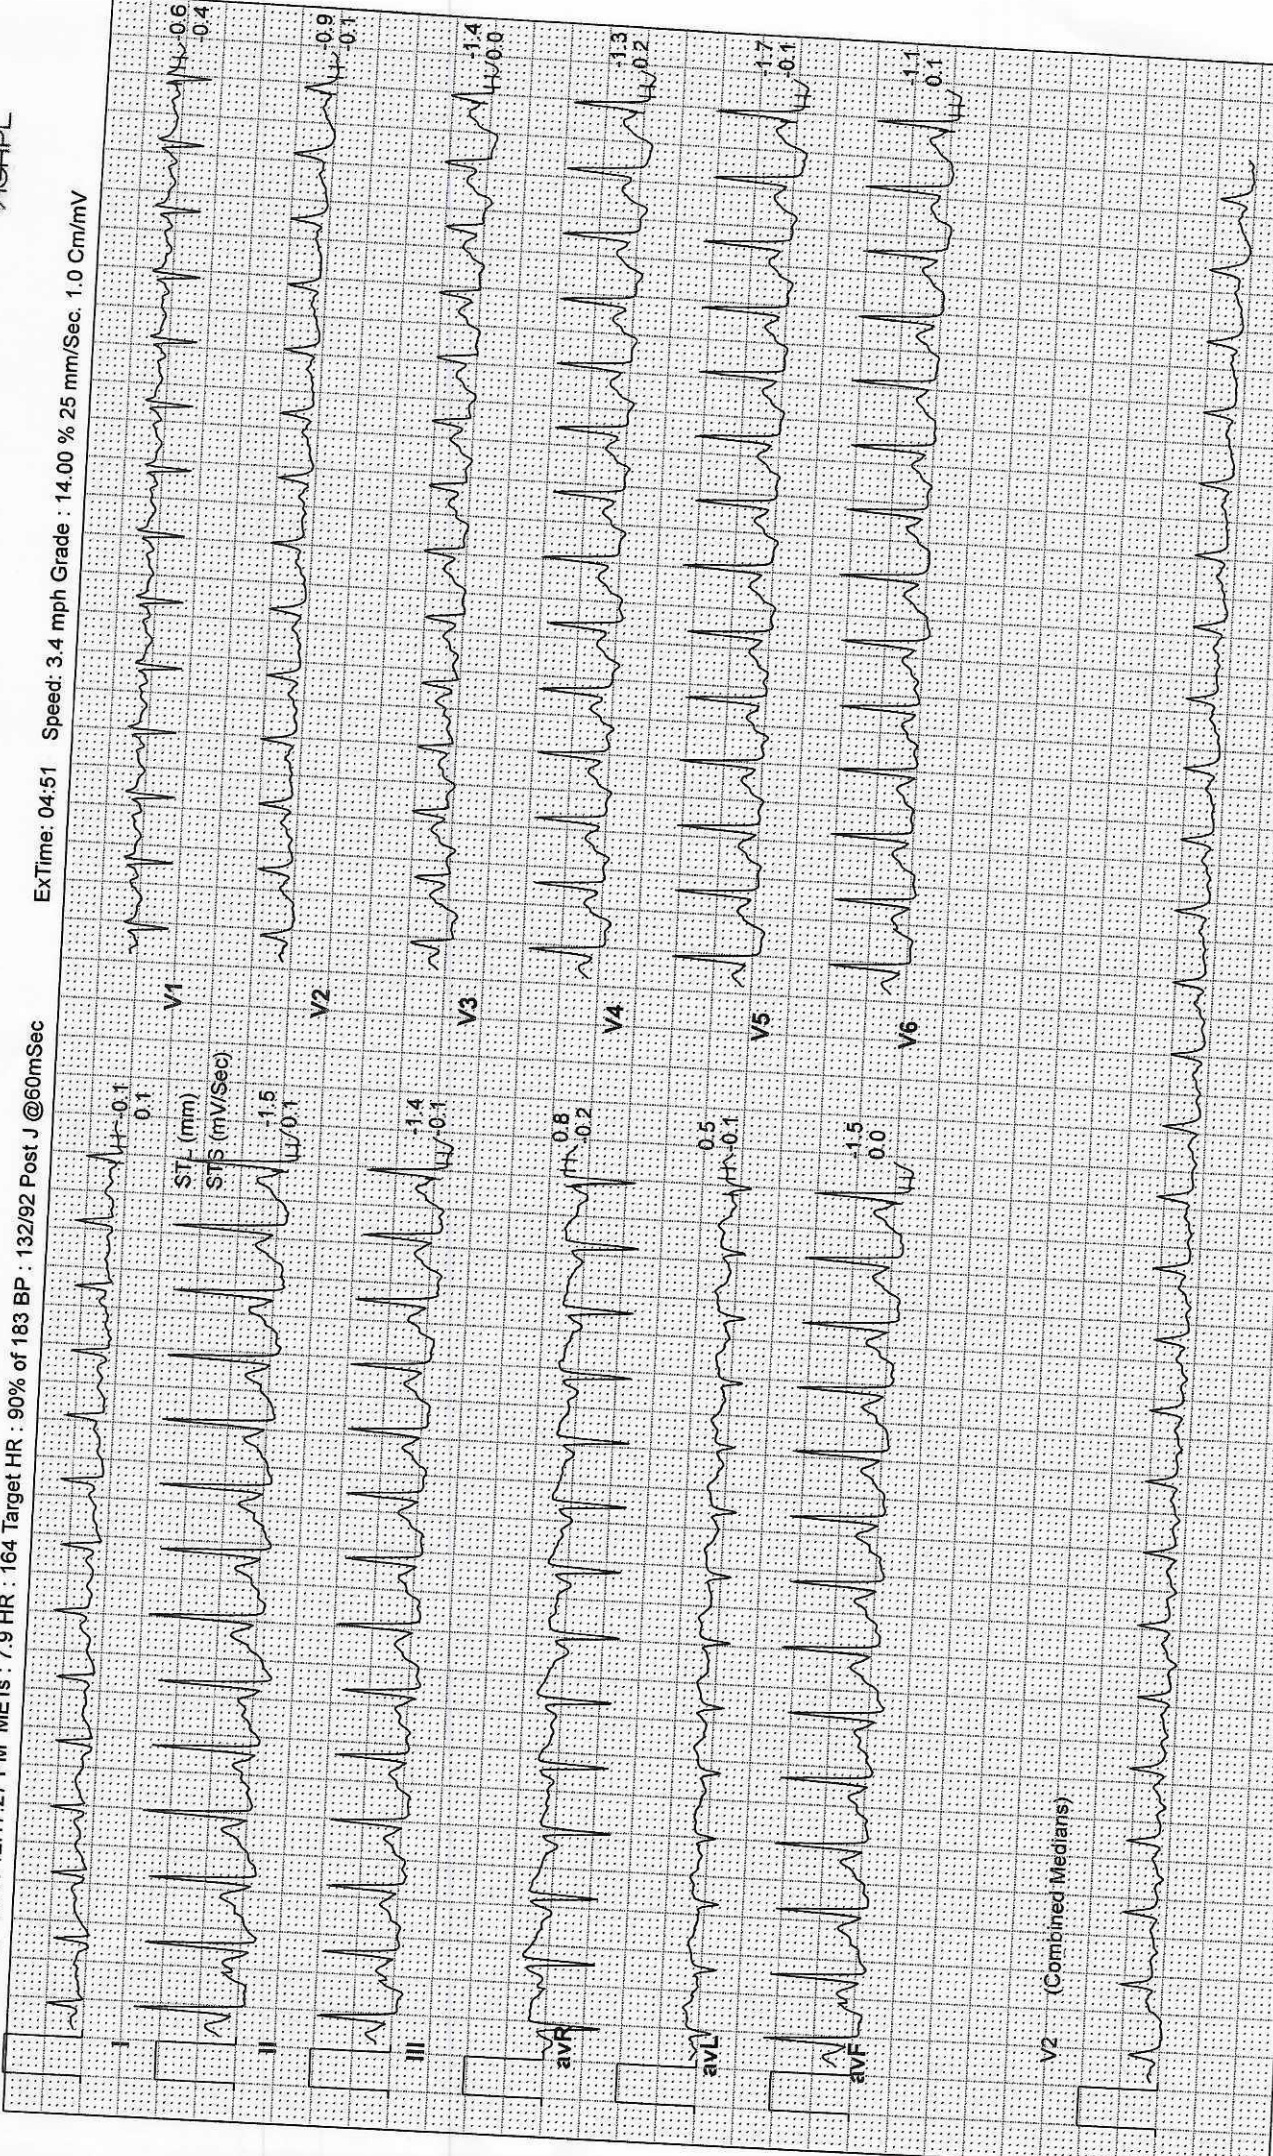 METs : 7.9 HR : 164 Target HR : 90% of 183 BP : 132/92 Post J @60mSec
ExTime: 04:51 Speed: 3.4 mph Grade : 14.00 % 25 mm/Sec. 1.0 Cm/mV
I
-0.1
0.1
STL (mm)
STS (mV/Sec)
V1
-0.6
-0.4
II
-1.5
0.1
V2
-0.9
-0.1
III
-1.4
-0.1
V3
-1.4
0.0
avR
0.8
-0.2
V4
-1.3
0.2
avL
0.5
-0.1
V5
-1.7
-0.1
avF
-1.5
0.0
V6
-1.1
0.1
V2 (Combined Medians)